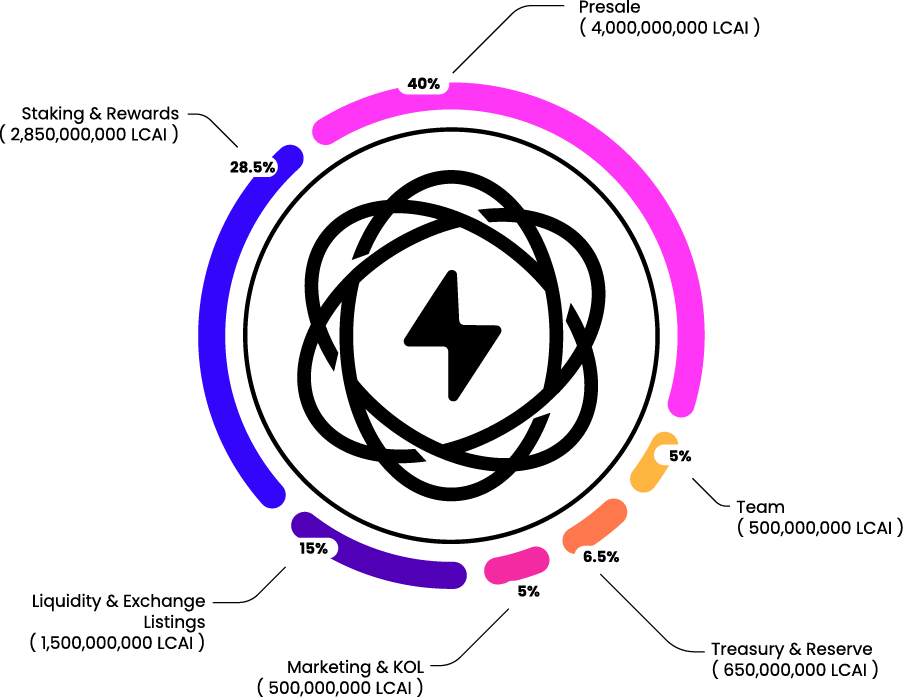 Presale
( 4,000,000,000 LCAI )
40%
Staking & Rewards
( 2,850,000,000 LCAI )
28.5%
5%
Team
( 500,000,000 LCAI )
15%
6.5%
5%
Liquidity & Exchange
Listings
( 1,500,000,000 LCAI )
Treasury & Reserve
( 650,000,000 LCAI )
Marketing & KOL
( 500,000,000 LCAI )